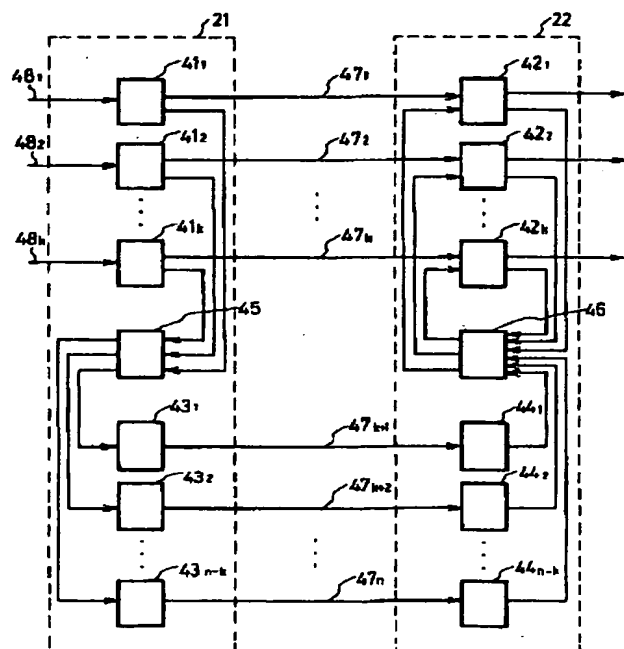 21 22
48₁ 41₁ 47₁ 42₁
48₂ 41₂ 47₂ 42₂
48k 41k 47k 42k
45 46
43₁ 47k+1 44₁
43₂ 47k+2 44₂
43n-k 47n 44n-k